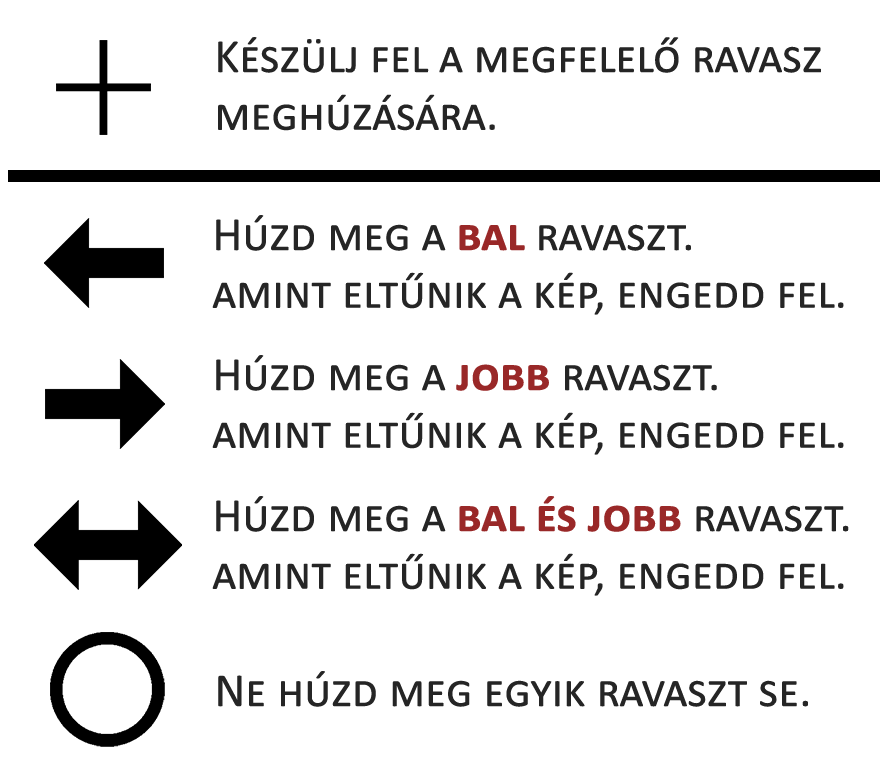 Készülj fel a megfelelő ravasz
meghúzására.
Húzd meg a bal ravaszt.
amint eltűnik a kép, engedd fel.
Húzd meg a jobb ravaszt.
amint eltűnik a kép, engedd fel.
Húzd meg a bal és jobb ravaszt.
amint eltűnik a kép, engedd fel.
Ne húzd meg egyik ravaszt se.